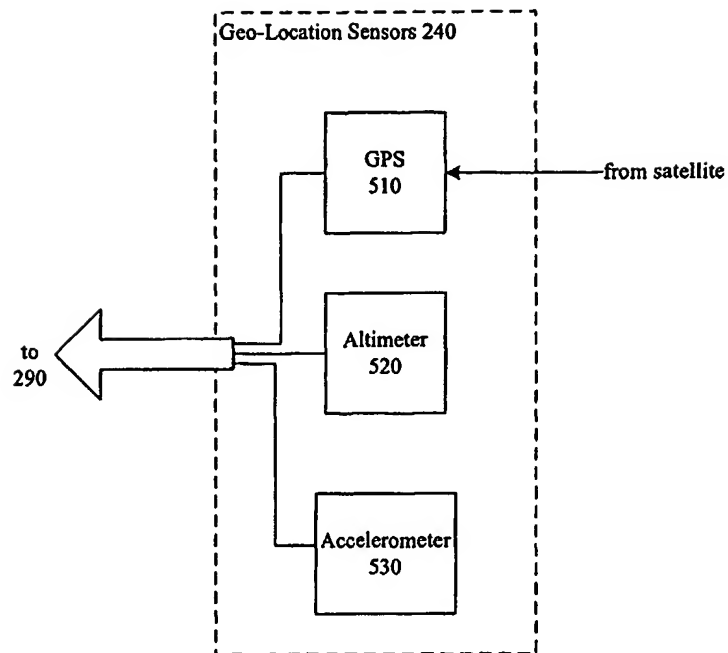 Geo-Location Sensors 240
GPS
510
from satellite
Altimeter
520
to
290
Accelerometer
530